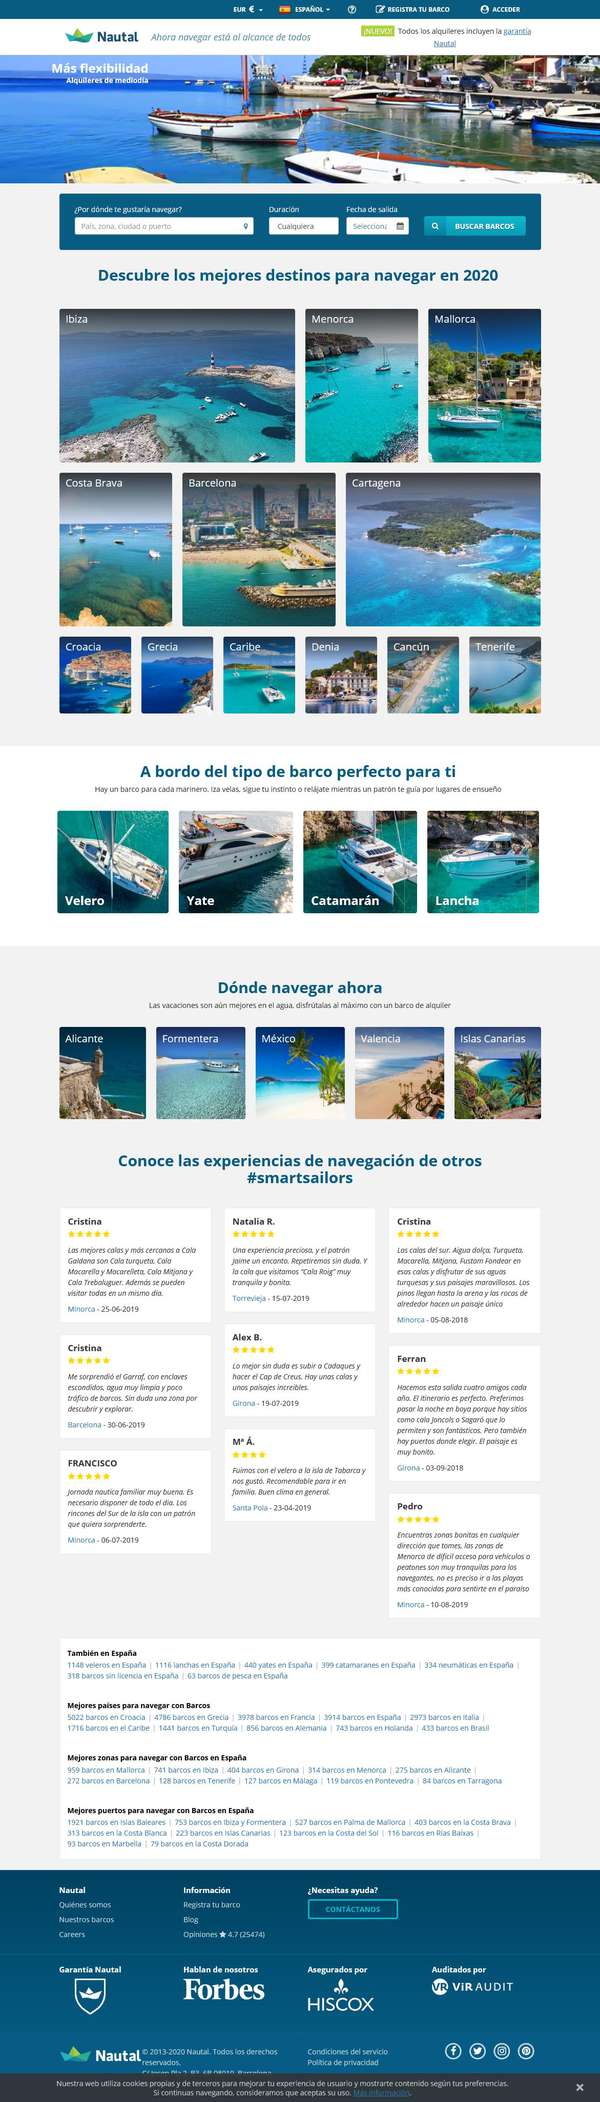 EUR € ESPAÑOL REGISTRA TU BARCO ACCEDER
Nautal Ahora navegar está al alcance de todos
¡NUEVO! Todos los alquileres incluyen la garantía
Nautal
Más flexibilidad
Alquileres de mediodía
¿Por dónde te gustaría navegar? Duración Fecha de salida
País, zona, ciudad o puerto Cualquiera Selecciona BUSCAR BARCOS
Descubre los mejores destinos para navegar en 2020
Ibiza Menorca Mallorca
Costa Brava Barcelona Cartagena
Croacia Grecia Caribe Denia Cancún Tenerife
A bordo del tipo de barco perfecto para ti
Hay un barco para cada marinero. Iza velas, sigue tu instinto o relájate mientras un patrón te guía por lugares de ensueño
Velero Yate Catamarán Lancha
Dónde navegar ahora
Las vacaciones son aún mejores en el agua, disfrútalas al máximo con un barco de alquiler
Alicante Formentera México Valencia Islas Canarias
Conoce las experiencias de navegación de otros
#smartsailors
Cristina
Las mejores calas y más cercanas a Cala
Galdana son Cala turqueta, Cala
Macarella y Macarelleta, Cala Mitjana y
Cala Trebaluguer. Además se pueden
visitar todas en un mismo día.
Minorca - 25-06-2019
Cristina
Me sorprendió el Garraf, con enclaves
escondidos, agua muy limpia y poco
tráfico de barcos. Sin duda una zona por
descubrir y explorar.
Barcelona - 30-06-2019
FRANCISCO
Jornada nautica familiar muy buena. Es
necesario disponer de todo el dia. Los
rincones del Sur de la isla con un patrón
que quiera sorprenderte.
Minorca - 06-07-2019
Natalia R.
Una experiencia preciosa, y el patrón
Jaime un encanto. Repetiremos sin duda. Y
la cala que visitamos “Cala Roig” muy
tranquila y bonita.
Torrevieja - 15-07-2019
Alex B.
Lo mejor sin duda es subir a Cadaques y
hacer el Cap de Creus. Hay unas calas y
unos paisajes increíbles.
Girona - 19-07-2019
Mª Á.
Fuimos con el velero a la isla de Tabarca y
nos gustó. Recomendable para ir en
familia. Buen clima en general.
Santa Pola - 23-04-2019
Cristina
Las calas del sur. Aigua dolça, Turqueta,
Macarella, Mitjana, Fustam Fondear en
esas calas y disfrutar de sus aguas
turquesas y sus paisajes maravillosos. Los
pinos llegan hasta la arena y las rocas de
alrededor hacen un paisaje único
Minorca - 05-08-2018
Ferran
Hacemos esta salida cuatro amigos cada
año. El itinerario es perfecto. Preferimos
pasar la noche en boya porque hay sitios
como cala Joncols o Sagaró que lo
permiten y son fantásticos. Pero también
hay puertos donde elegir. El paisaje es
muy bonito.
Girona - 03-09-2018
Pedro
Encuentras zonas bonitas en cualquier
dirección que tomes, las zonas de
Menorca de difícil acceso para vehículos o
peatones son muy tranquilas para los
navegantes, no es preciso ir a las playas
más conocidas para sentirte en el paraiso
Minorca - 10-08-2019
También en España
1148 veleros en España | 1116 lanchas en España | 440 yates en España | 399 catamaranes en España | 334 neumáticas en España |
318 barcos sin licencia en España | 63 barcos de pesca en España
Mejores países para navegar con Barcos
5022 barcos en Croacia | 4786 barcos en Grecia | 3978 barcos en Francia | 3914 barcos en España | 2973 barcos en Italia |
1716 barcos en el Caribe | 1441 barcos en Turquía | 856 barcos en Alemania | 743 barcos en Holanda | 433 barcos en Brasil
Mejores zonas para navegar con Barcos en España
959 barcos en Mallorca | 741 barcos en Ibiza | 404 barcos en Girona | 314 barcos en Menorca | 275 barcos en Alicante |
272 barcos en Barcelona | 128 barcos en Tenerife | 127 barcos en Málaga | 119 barcos en Pontevedra | 84 barcos en Tarragona
Mejores puertos para navegar con Barcos en España
1921 barcos en Islas Baleares | 753 barcos en Ibiza y Formentera | 527 barcos en Palma de Mallorca | 403 barcos en la Costa Brava |
313 barcos en la Costa Blanca | 223 barcos en Islas Canarias | 123 barcos en la Costa del Sol | 116 barcos en Rías Baixas |
93 barcos en Marbella | 79 barcos en la Costa Dorada
Nautal Información ¿Necesitas ayuda?
Quiénes somos Registra tu barco CONTÁCTANOS
Nuestros barcos Blog
Careers Opiniones ★ 4.7 (25474)
Garantía Nautal Hablan de nosotros Asegurados por Auditados por
Forbes HISCOX VR ViR AUDIT
Nautal © 2013-2020 Nautal. Todos los derechos
reservados.
Condiciones del servicio
Política de privacidad
Nuestra web utiliza cookies propias y de terceros para mejorar tu experiencia de usuario y mostrarte contenido según tus preferencias.
Si continuas navegando, consideramos que aceptas su uso. Más información.